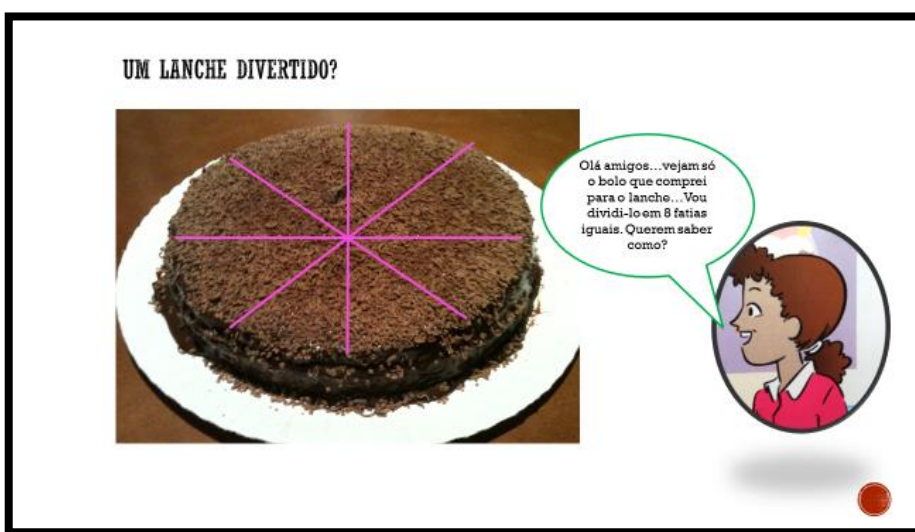 UM LANCHE DIVERTIDO?
Olá amigos...vejam só
o bolo que comprei
para o lanche...Vou
dividi-lo em 8 fatias
iguais. Querem saber
como?